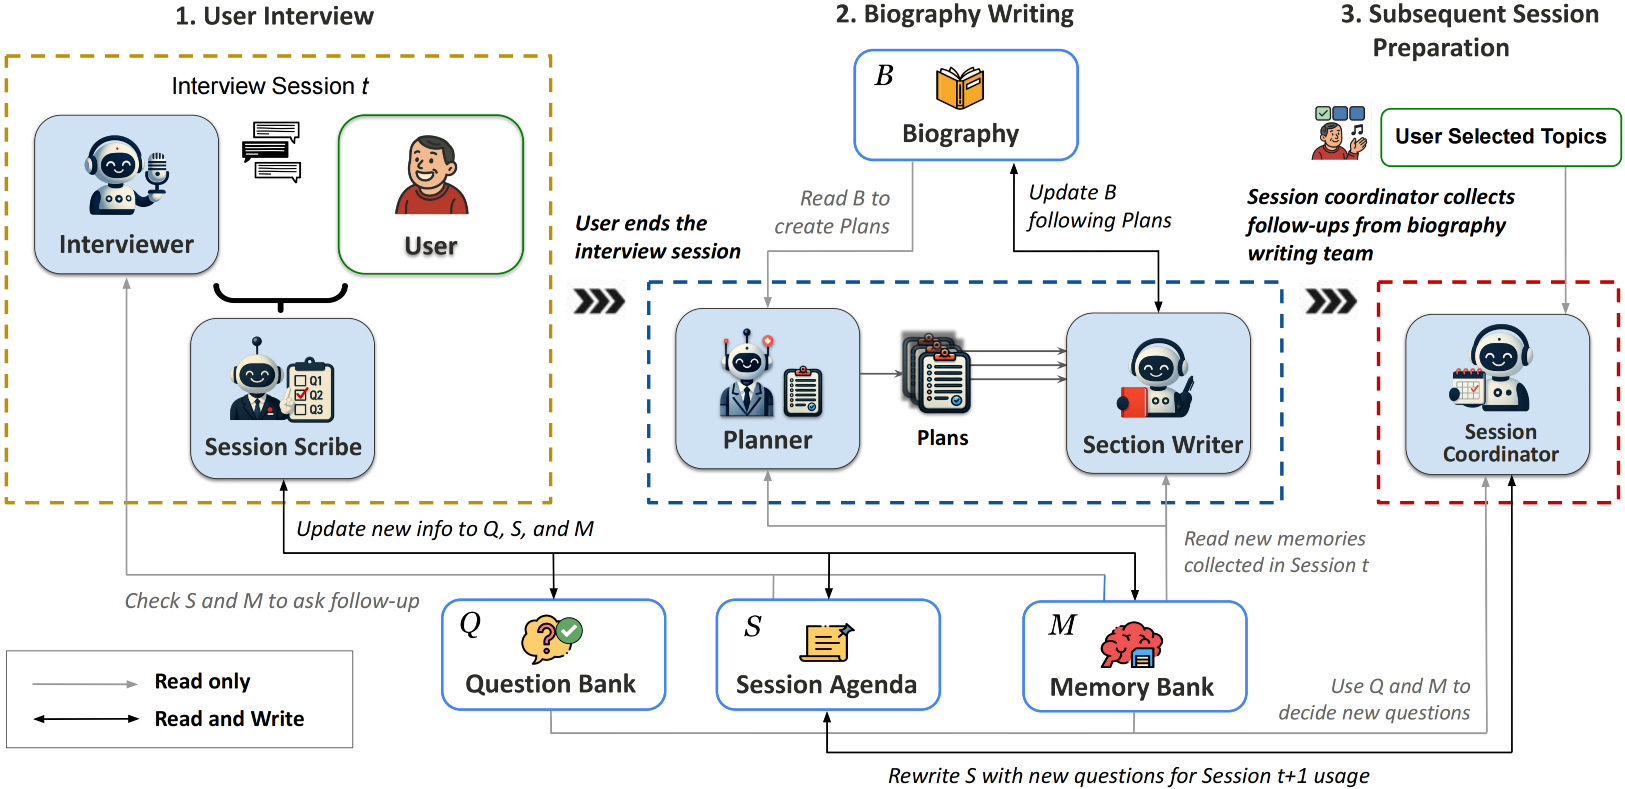 1. User Interview
2. Biography Writing
3. Subsequent Session
Preparation
Interview Session t
Interviewer
User
Q1
Q2
Q3
Session Scribe
User ends the
interview session
B
Biography
Read B to
create Plans
Update B
following Plans
Planner
Plans
Section Writer
User Selected Topics
Session coordinator collects
follow-ups from biography
writing team
Session
Coordinator
Update new info to Q, S, and M
Check S and M to ask follow-up
Read new memories
collected in Session t
Q
Question Bank
S
Session Agenda
M
Memory Bank
Use Q and M to
decide new questions
Rewrite S with new questions for Session t+1 usage
Read only
Read and Write